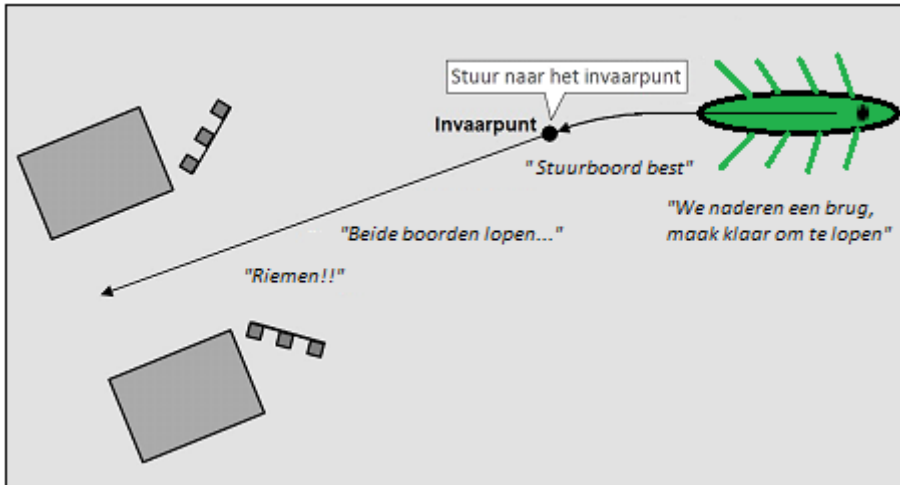 Stuur naar het invaarpunt
Invaarpunt
"Stuurboord best"
"We naderen een brug,
maak klaar om te lopen"
"Beide boorden lopen..."
"Riemen!!"